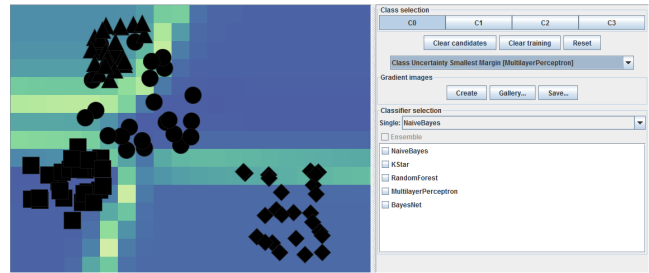 Class selection
C0 C1 C2 C3
Clear candidates Clear training Reset
Class Uncertainty Smallest Margin [MultilayerPerceptron]
Gradient images
Create Gallery... Save...
Classifier selection
Single: NaiveBayes
Ensemble
NaiveBayes
KStar
RandomForest
MultilayerPerceptron
BayesNet